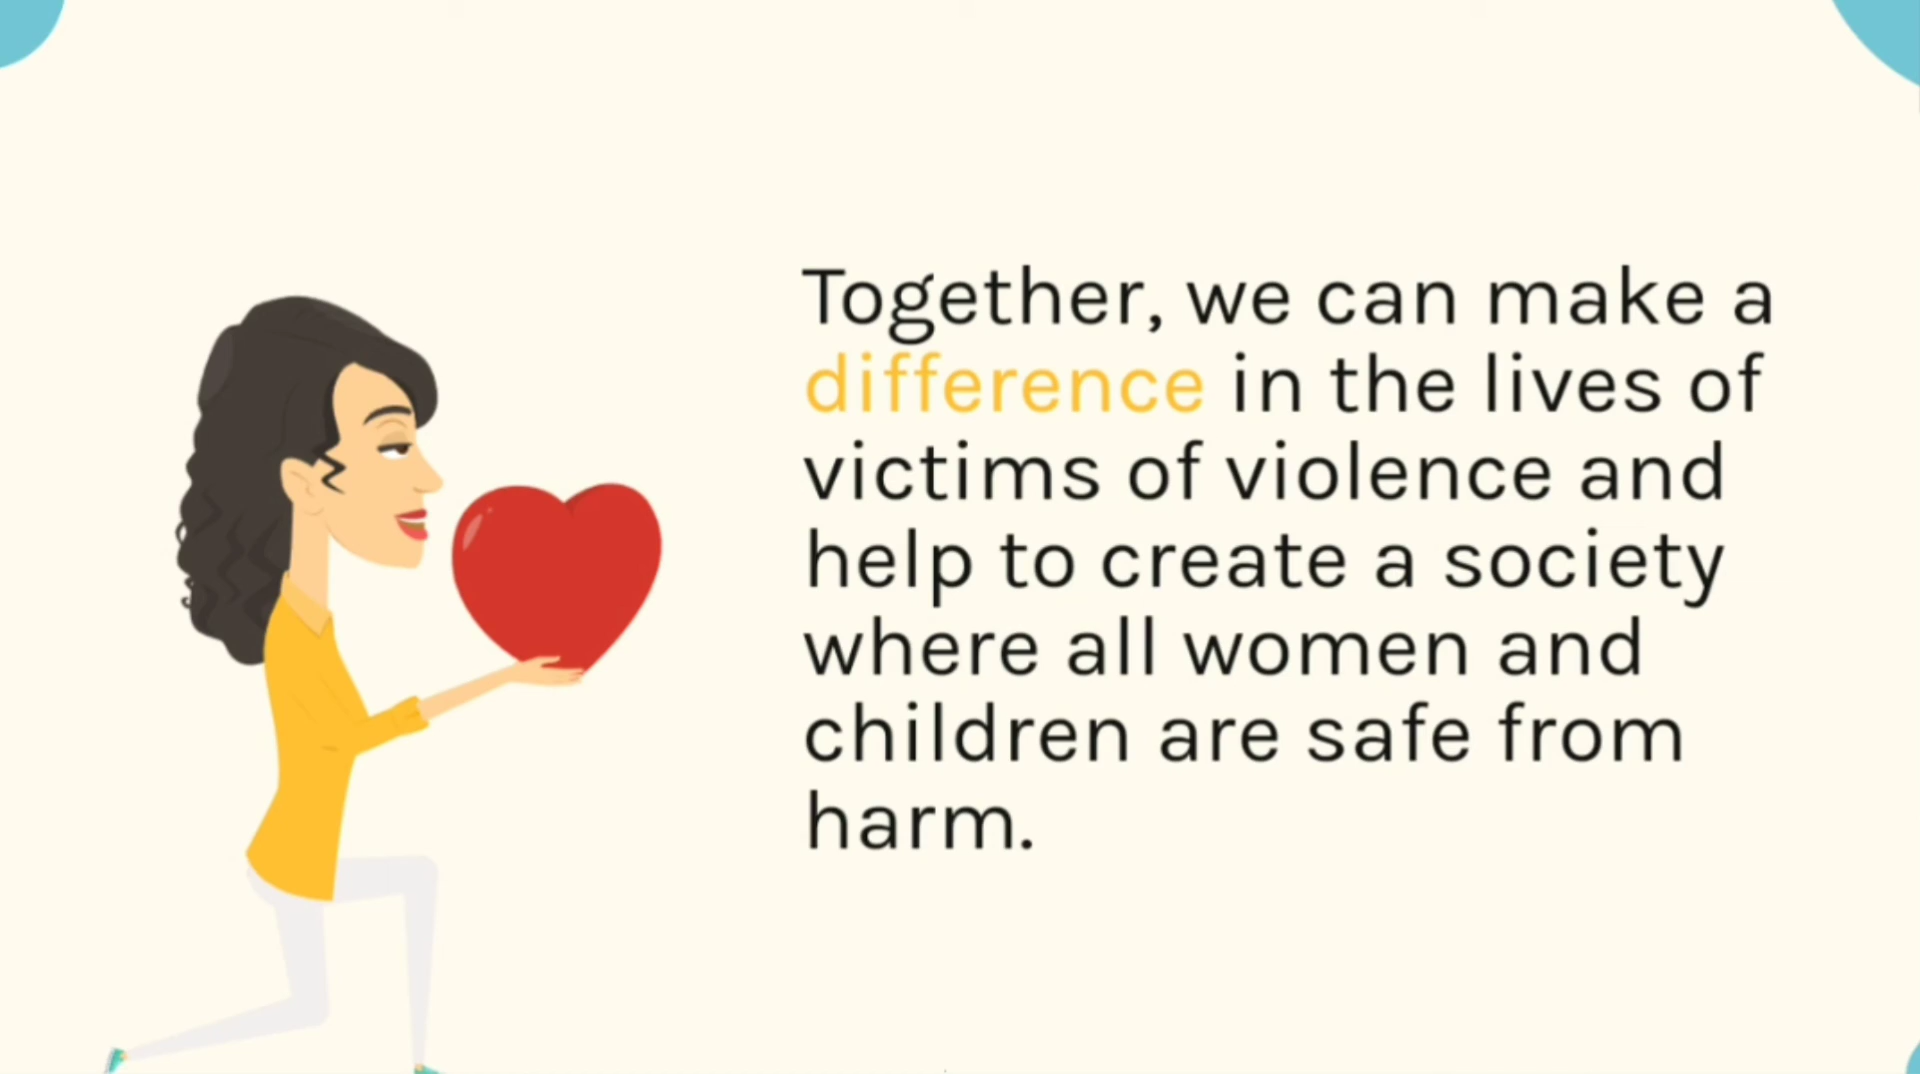 Together, we can make a
difference in the lives of
victims of violence and
help to create a society
where all women and
children are safe from
harm.